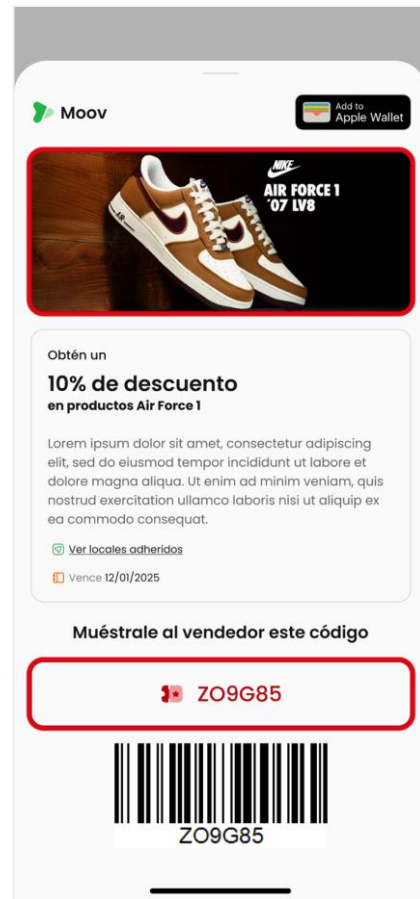 Moov
Add to
Apple Wallet
NIKE
AIR FORCE 1
'07 LV8
AIR
Obtén un
10% de descuento
en productos Air Force 1
Lorem ipsum dolor sit amet, consectetur adipiscing
elit, sed do eiusmod tempor incididunt ut labore et
dolore magna aliqua. Ut enim ad minim veniam, quis
nostrud exercitation ullamco laboris nisi ut aliquip ex
ea commodo consequat.
Ver locales adheridos
Vence 12/01/2025
Muéstrale al vendedor este código
ZO9G85
ZO9G85